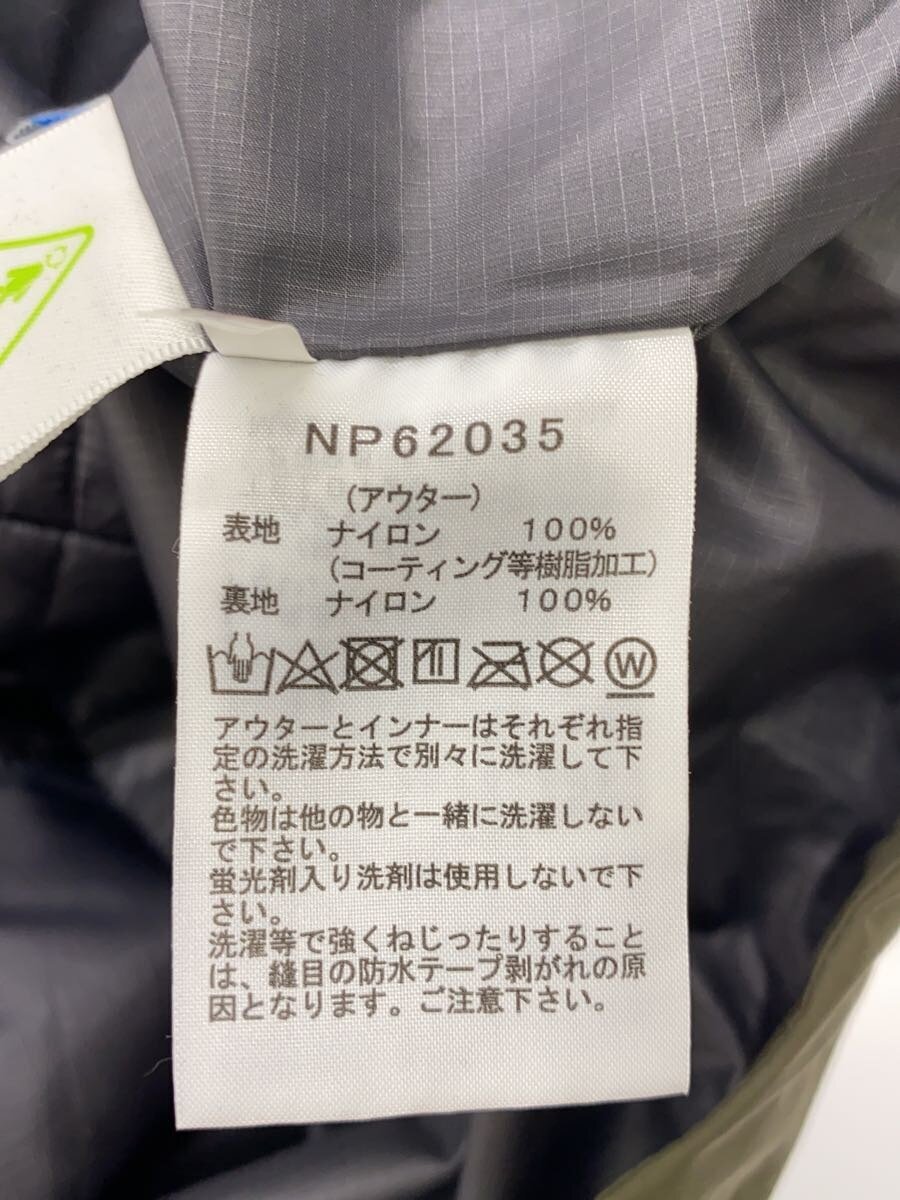 NP62035
(アウター)
表地 ナイロン 100%
(コーティング等樹脂加工)
裏地 ナイロン 100%
W
アウターとインナーはそれぞれ指
定の洗濯方法で別々に洗濯して下
さい。
色物は他の物と一緒に洗濯しない
で下さい。
蛍光剤入り洗剤は使用しないで下
さい。
洗濯等で強くねじったりすること
は、縫目の防水テープ剥がれの原
因となります。ご注意下さい。